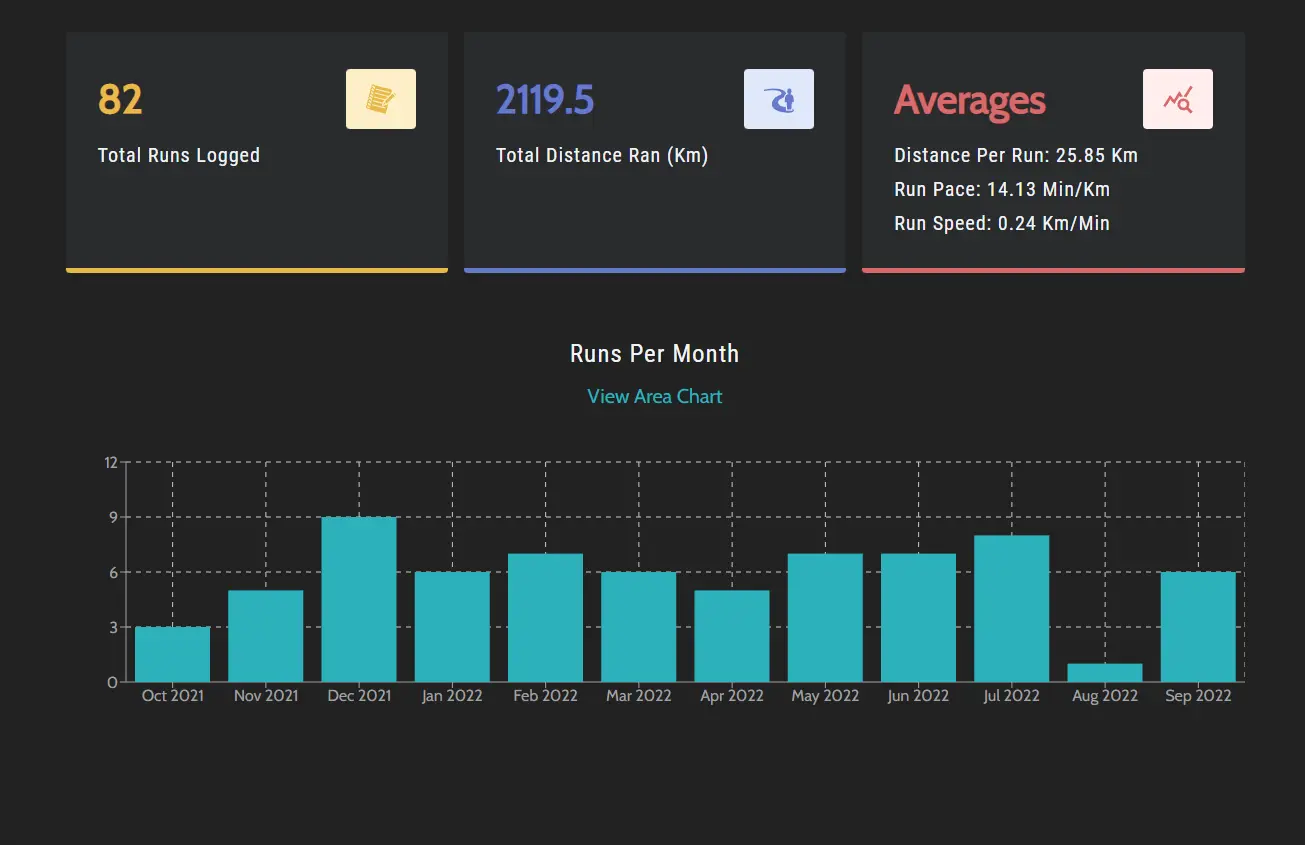 82
Total Runs Logged
2119.5
Total Distance Ran (Km)
Averages
Distance Per Run: 25.85 Km
Run Pace: 14.13 Min/Km
Run Speed: 0.24 Km/Min
Runs Per Month
View Area Chart
12
9
6
3
0
Oct 2021 Nov 2021 Dec 2021 Jan 2022 Feb 2022 Mar 2022 Apr 2022 May 2022 Jun 2022 Jul 2022 Aug 2022 Sep 2022